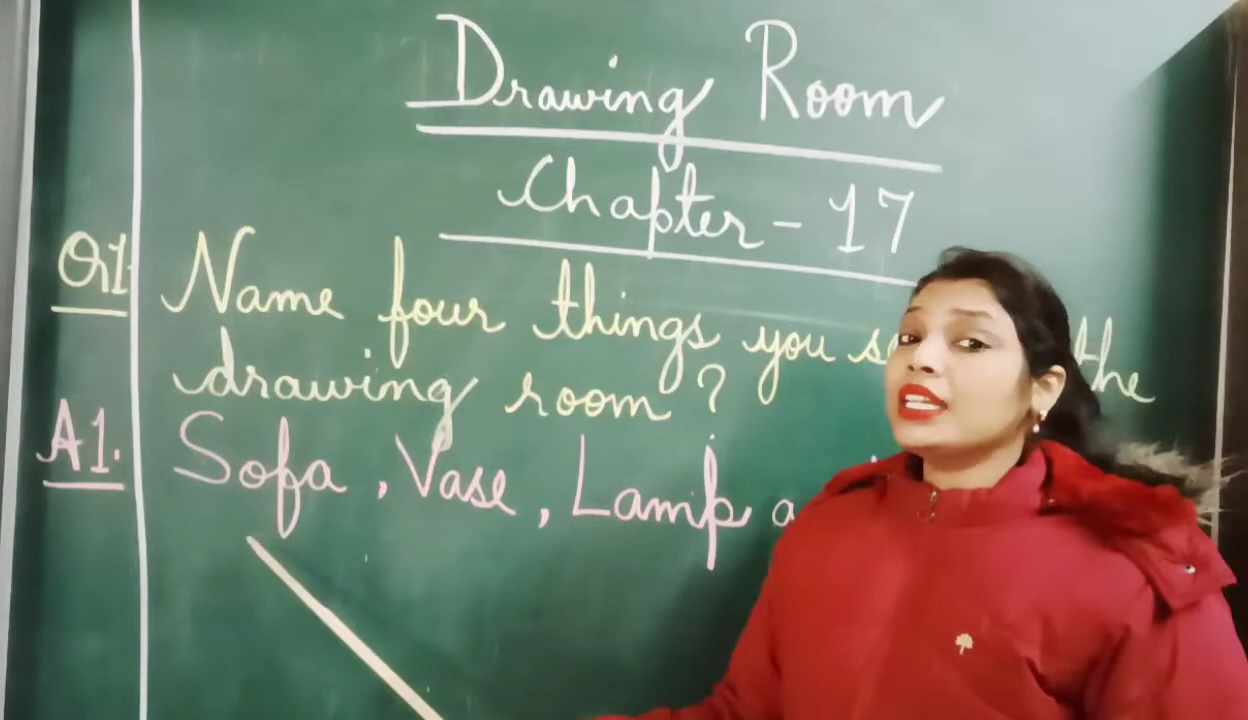 Drawing Room
Chapter - 17
Q1. Name four things you the
drawing room ?
A1. Sofa , Vase , Lamp